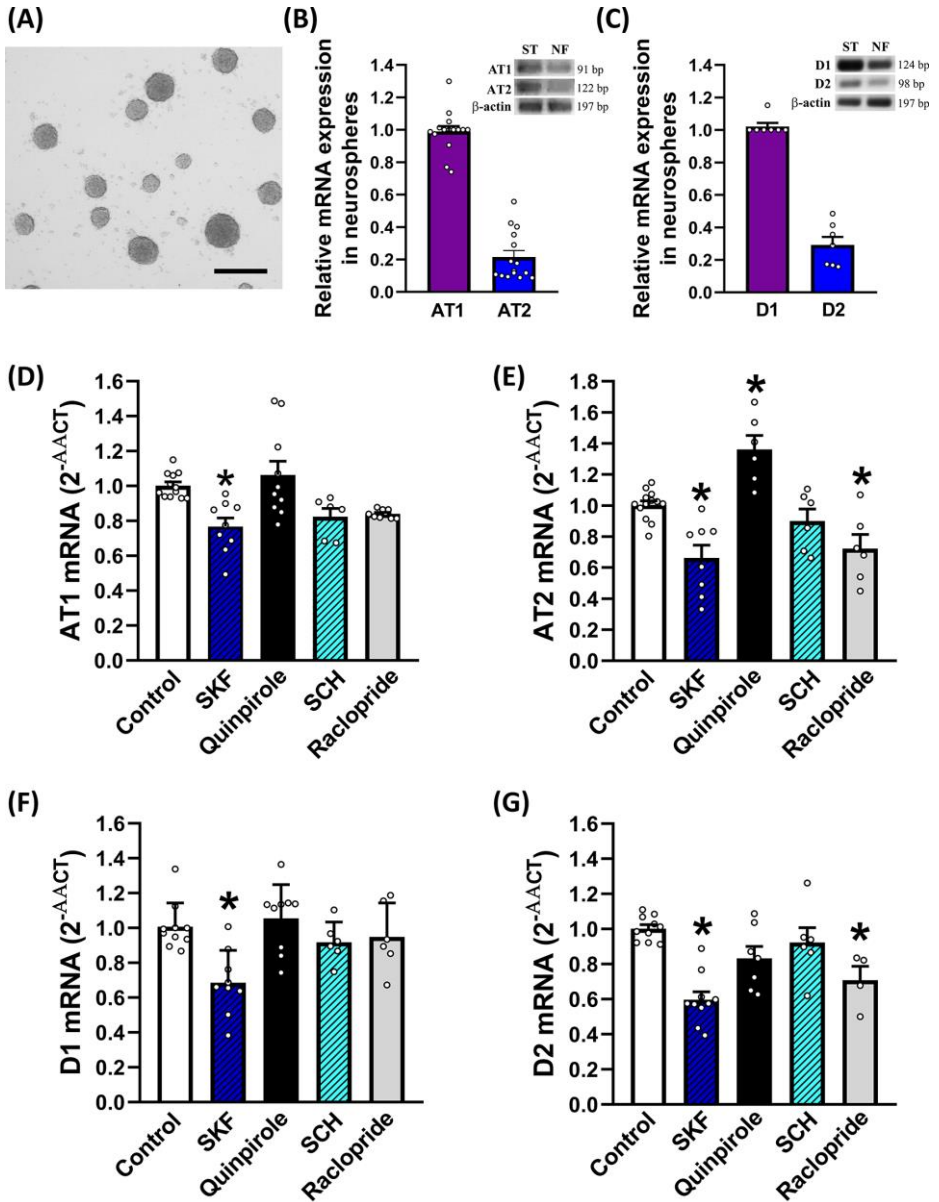 (A)
(B)
Relative mRNA expression
in neurospheres
1.4
1.2
1.0
0.8
0.6
0.4
0.2
0.0
AT1 AT2
ST NF
AT1 91 bp
AT2 122 bp
β-actin 197 bp
(C)
Relative mRNA expression
in neurospheres
1.4
1.2
1.0
0.8
0.6
0.4
0.2
0.0
D1 D2
ST NF
D1 124 bp
D2 98 bp
β-actin 197 bp
(D)
AT1 mRNA (2^-ΑΑCT)
1.6
1.4
1.2
1.0
0.8
0.6
0.4
0.2
0.0
*
Control
SKF
Quinpirole
SCH
Raclopride
(E)
AT2 mRNA (2^-ΑΑCT)
1.8
1.6
1.4
1.2
1.0
0.8
0.6
0.4
0.2
0.0
* * *
Control
SKF
Quinpirole
SCH
Raclopride
(F)
D1 mRNA (2^-ΑΑCT)
1.6
1.4
1.2
1.0
0.8
0.6
0.4
0.2
0.0
*
Control
SKF
Quinpirole
SCH
Raclopride
(G)
D2 mRNA (2^-ΑΑCT)
1.6
1.4
1.2
1.0
0.8
0.6
0.4
0.2
0.0
* *
Control
SKF
Quinpirole
SCH
Raclopride